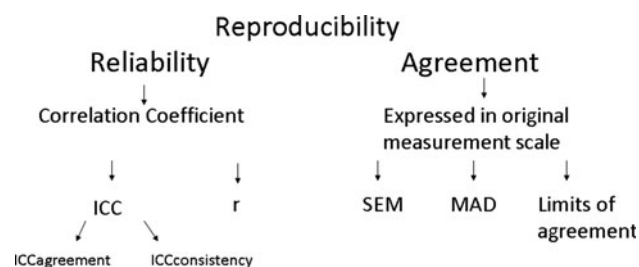 Reproducibility
Reliability
Agreement
Correlation Coefficient
Expressed in original
measurement scale
ICC
r
SEM
MAD
Limits of
agreement
ICCagreement
ICCconsistency